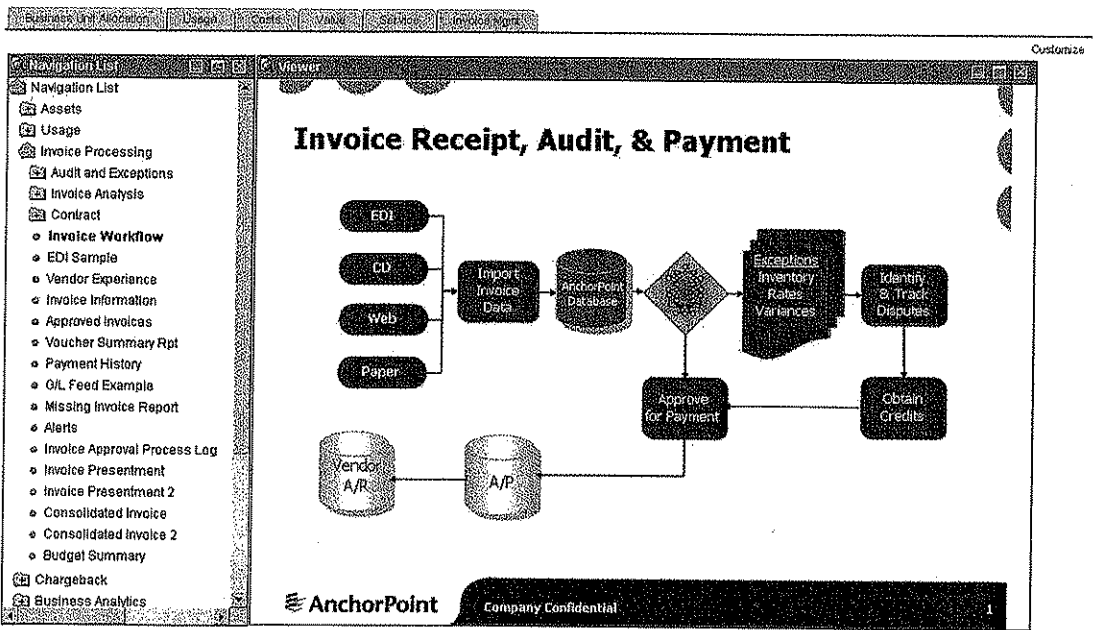 Business Unit Allocation Usage Costs Value Service Invoice Mgmt
Customize
Navigation List
Viewer
Navigation List
Assets
Usage
Invoice Processing
Audit and Exceptions
Invoice Analysis
Contract
Invoice Workflow
EDI Sample
Vendor Experience
Invoice Information
Approved Invoices
Voucher Summary Rpt
Payment History
G/L Feed Example
Missing Invoice Report
Alerts
Invoice Approval Process Log
Invoice Presentment
Invoice Presentment 2
Consolidated Invoice
Consolidated Invoice 2
Budget Summary
Chargeback
Business Analytics
Invoice Receipt, Audit, & Payment
EDI
CD
Web
Paper
Import
Invoice
Data
AnchorPoint
Database
Exceptions
Inventory
Rates
Variances
Identify
& Track
Disputes
Approve
for Payment
Obtain
Credits
Vendor
A/R
A/P
AnchorPoint
Company Confidential
1